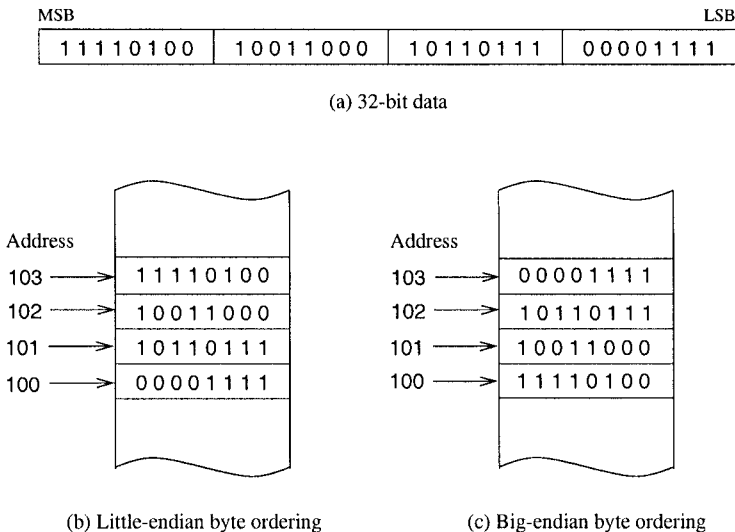 MSB LSB
11110100 10011000 10110111 00001111
(a) 32-bit data
Address
103 11110100
102 10011000
101 10110111
100 00001111
(b) Little-endian byte ordering
Address
103 00001111
102 10110111
101 10011000
100 11110100
(c) Big-endian byte ordering